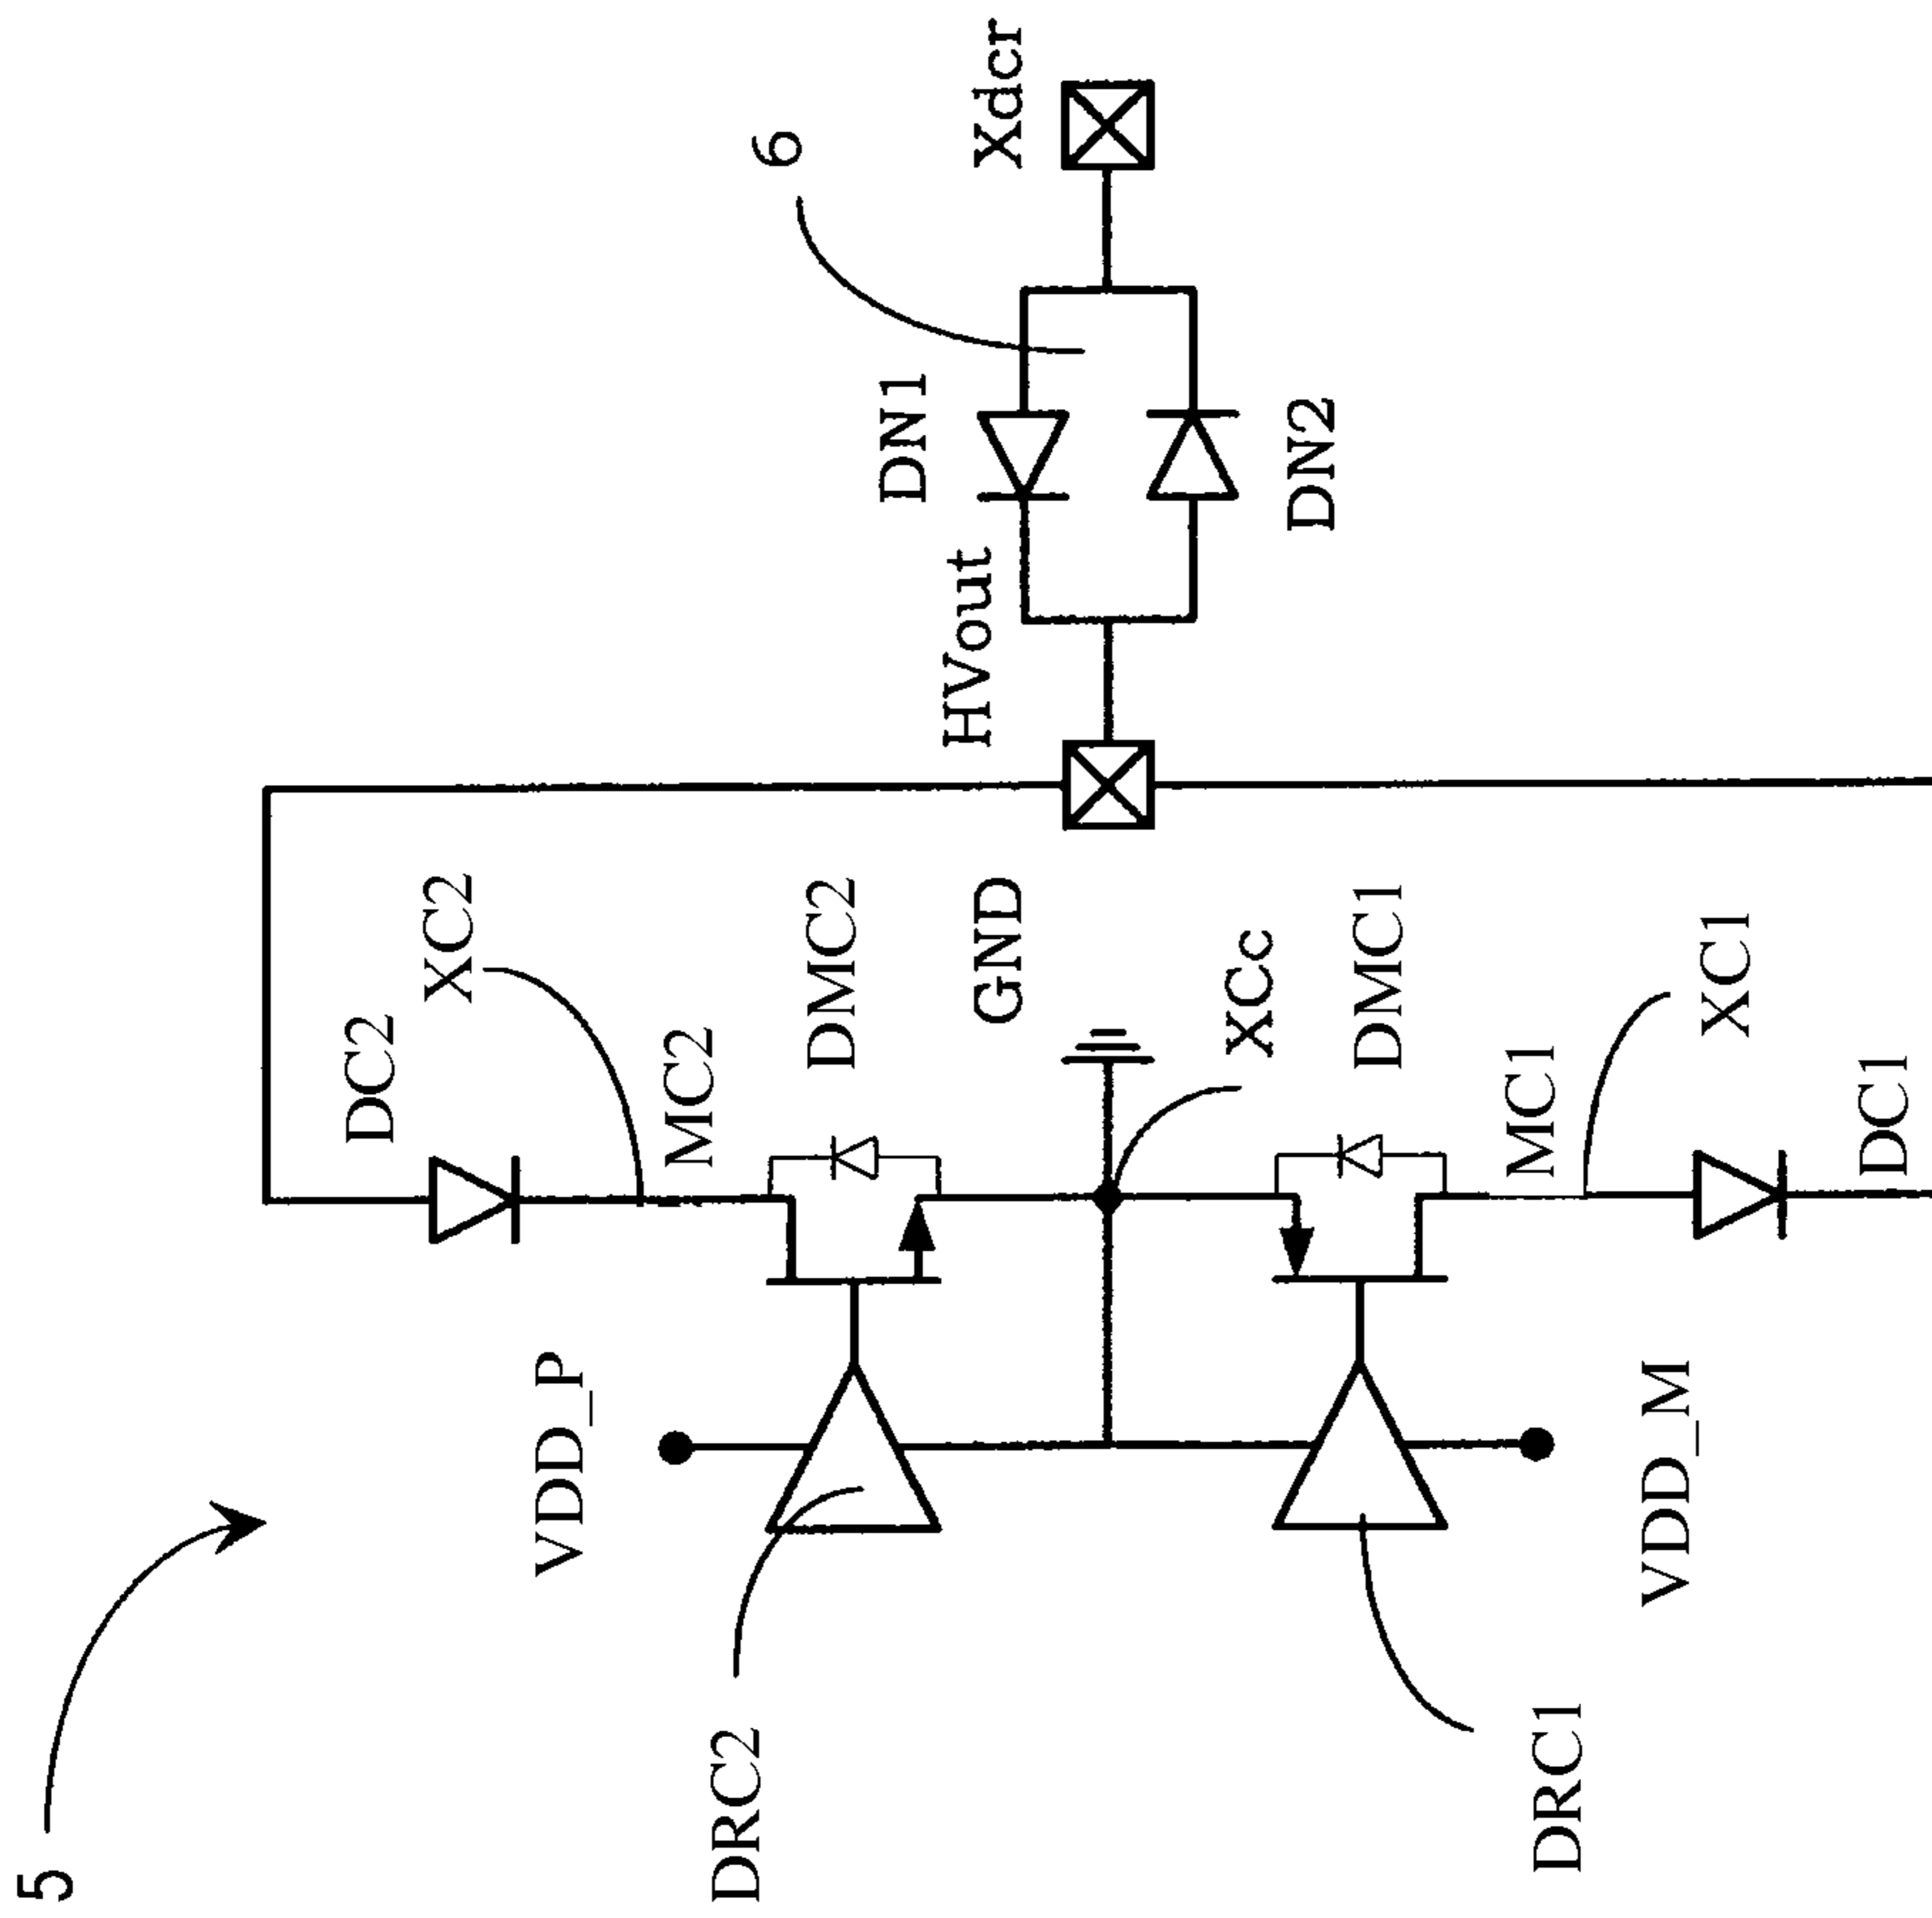 5
6
Xdcr
DN1
DN2
HVout
DC2
XC2
MC2
DMC2
GND
XCc
DMC1
MC1
XC1
DC1
VDD_P
VDD_M
DRC2
DRC1